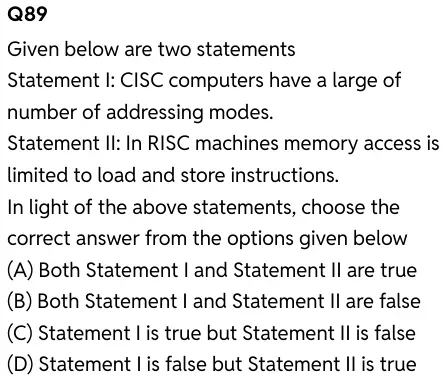 Q89
Given below are two statements
Statement I: CISC computers have a large of
number of addressing modes.
Statement II: In RISC machines memory access is
limited to load and store instructions.
In light of the above statements, choose the
correct answer from the options given below
(A) Both Statement I and Statement II are true
(B) Both Statement I and Statement II are false
(C) Statement I is true but Statement II is false
(D) Statement I is false but Statement II is true